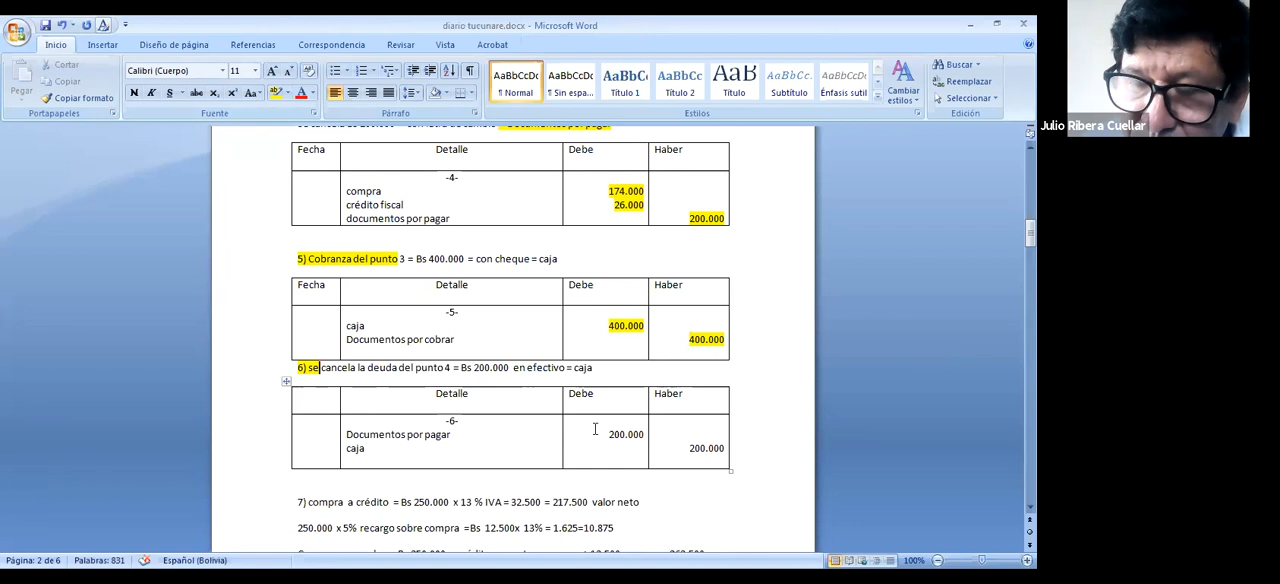 diario tucunare.docx - Microsoft Word
Inicio Insertar Diseño de página Referencias Correspondencia Revisar Vista Acrobat
Cortar
Copiar
Pegar
Copiar formato
Portapapeles
Calibri (Cuerpo) 11
N K S abc x₂ x² Aa
Fuente
Párrafo
AaBbCcDc AaBbCcDc AaBbC AaBbCc AaB AaBbCc. AaBbCcDc
¶ Normal ¶ Sin espa... Título 1 Título 2 Título Subtítulo Énfasis sutil
Cambiar estilos
Estilos
Buscar
Reemplazar
Seleccionar
Edición
Julio Ribera Cuellar
Fecha Detalle Debe Haber
-4-
compra 174.000
crédito fiscal 26.000
documentos por pagar 200.000
5) Cobranza del punto 3 = Bs 400.000 = con cheque = caja
Fecha Detalle Debe Haber
-5-
caja 400.000
Documentos por cobrar 400.000
6) se cancela la deuda del punto 4 = Bs 200.000 en efectivo = caja
Detalle Debe Haber
-6-
Documentos por pagar 200.000
caja 200.000
7) compra a crédito = Bs 250.000 x 13 % IVA = 32.500 = 217.500 valor neto
250.000 x 5% recargo sobre compra =Bs 12.500x 13% = 1.625=10.875
Página: 2 de 6 Palabras: 831 Español (Bolivia) 100%